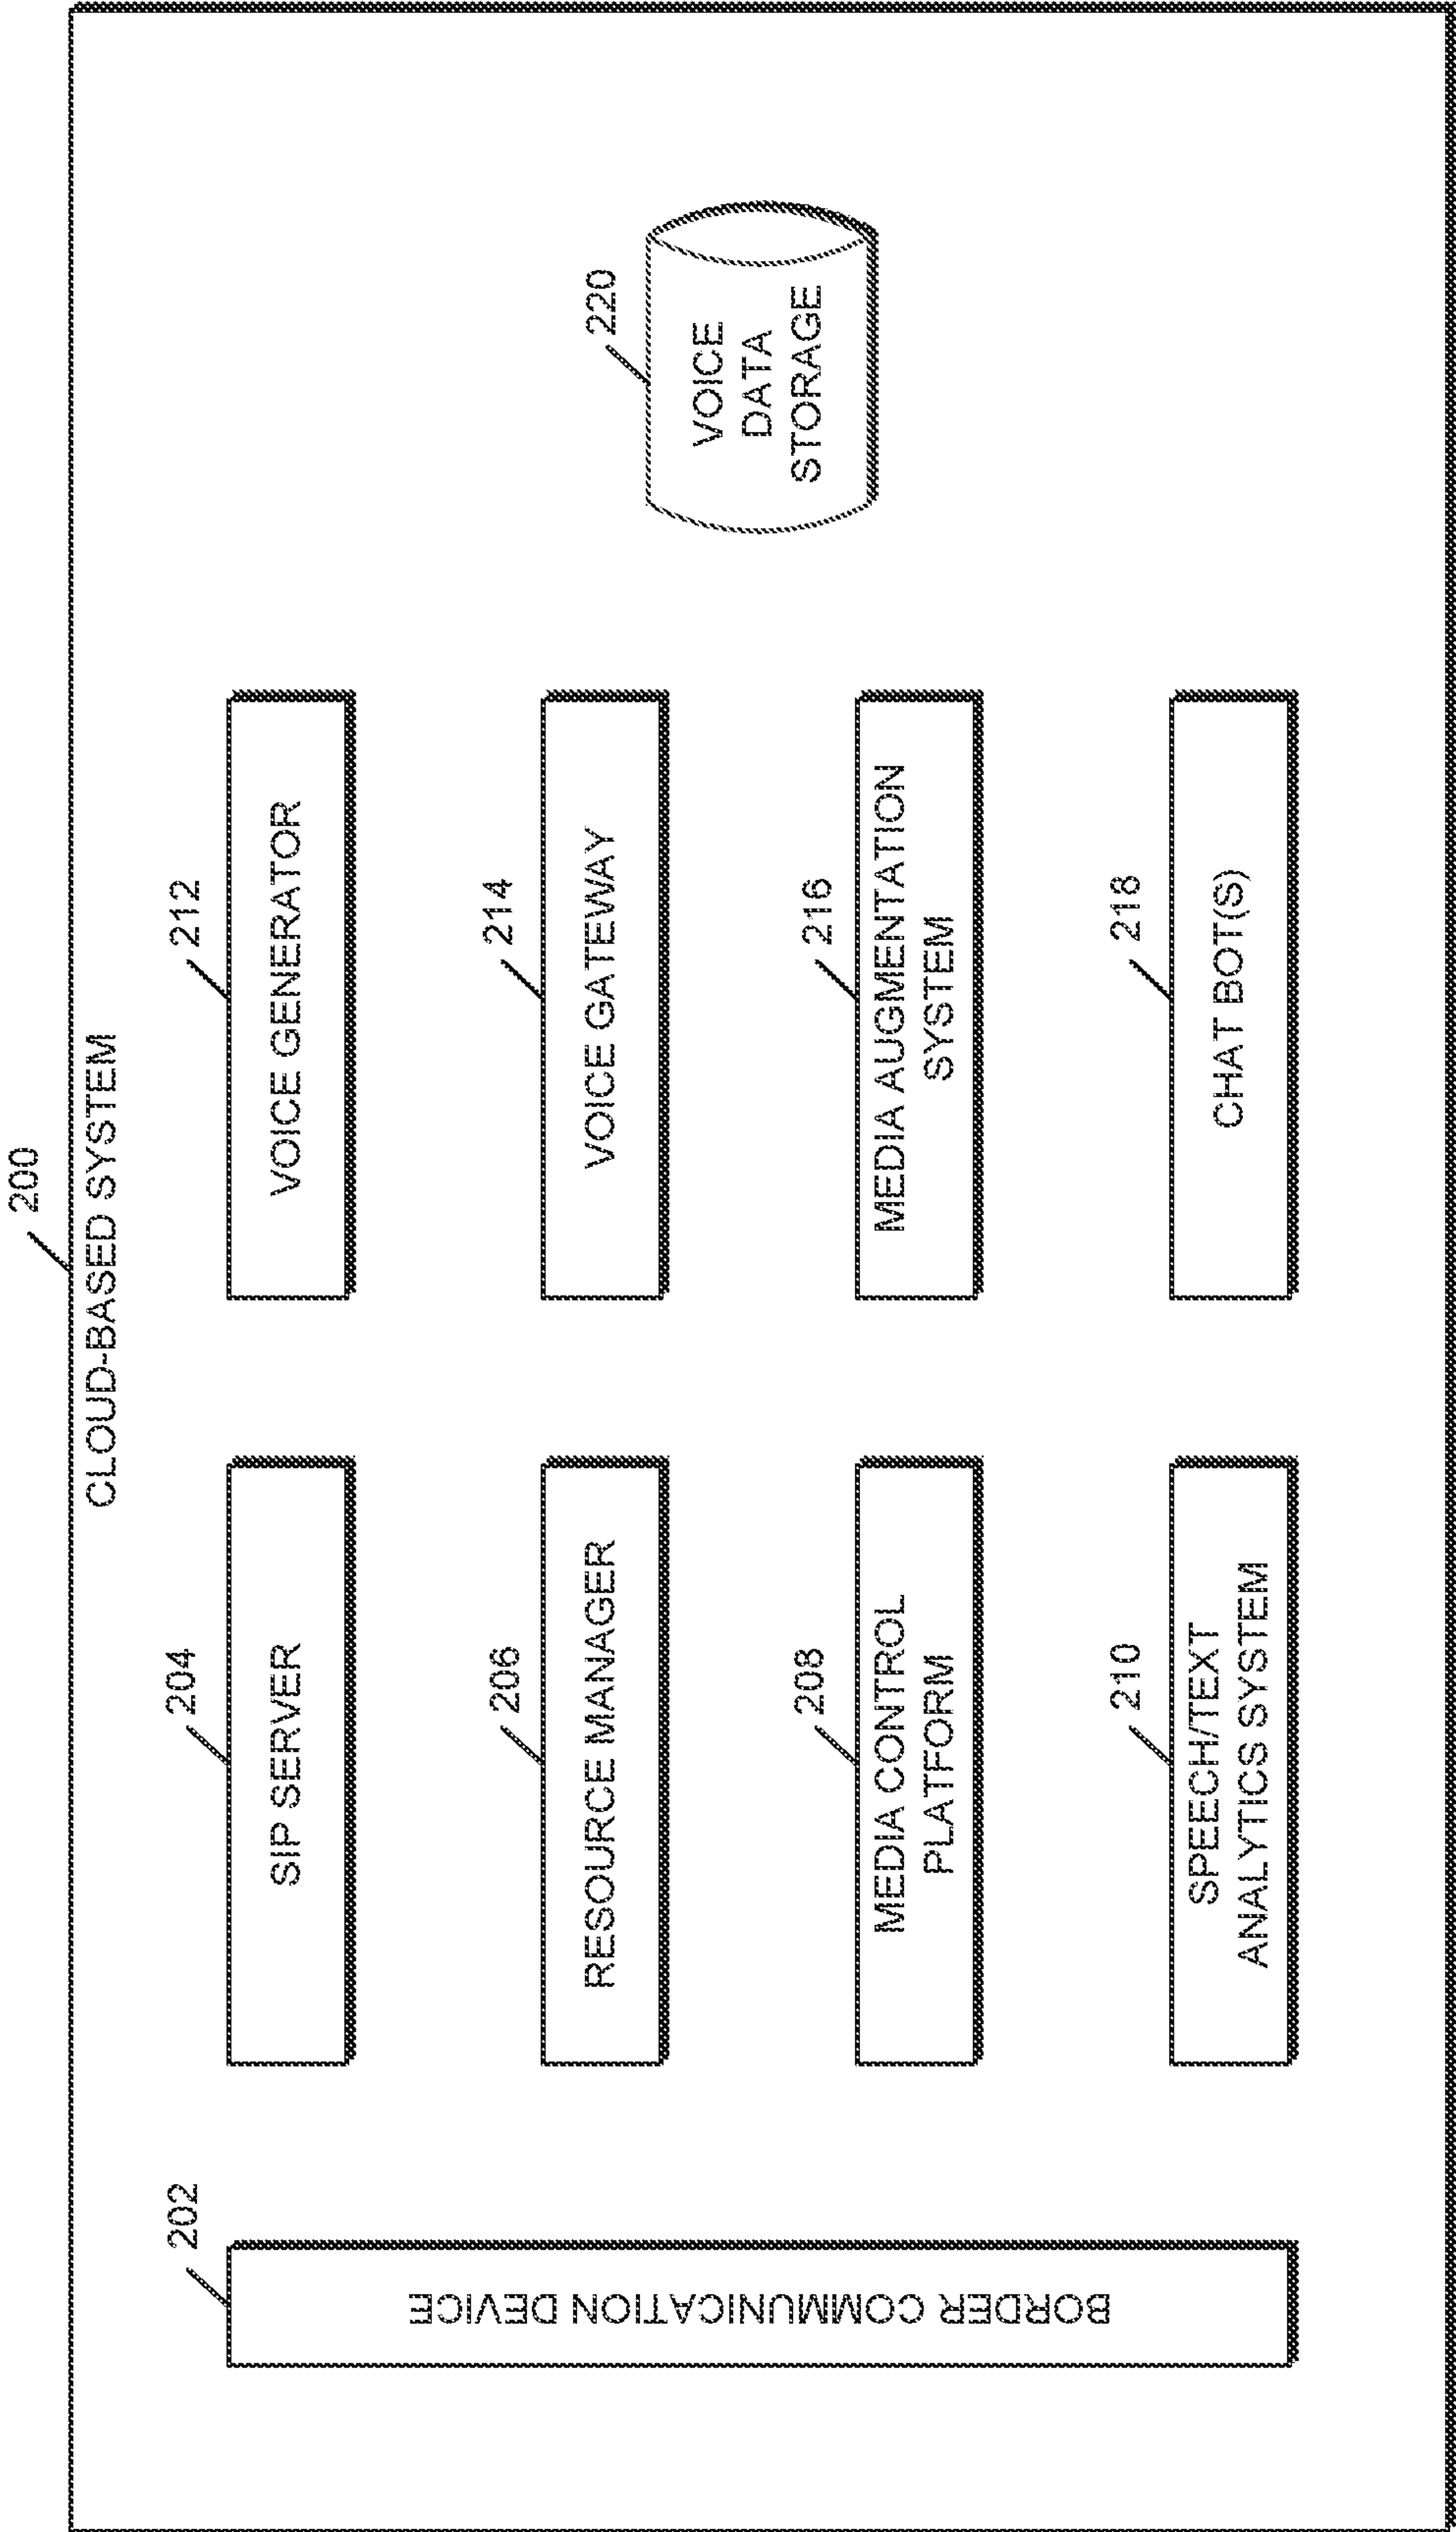 200
CLOUD-BASED SYSTEM
202
BORDER COMMUNICATION DEVICE
204
SIP SERVER
206
RESOURCE MANAGER
208
MEDIA CONTROL
PLATFORM
210
SPEECH/TEXT
ANALYTICS SYSTEM
212
VOICE GENERATOR
214
VOICE GATEWAY
216
MEDIA AUGMENTATION
SYSTEM
218
CHAT BOT(S)
220
VOICE
DATA
STORAGE